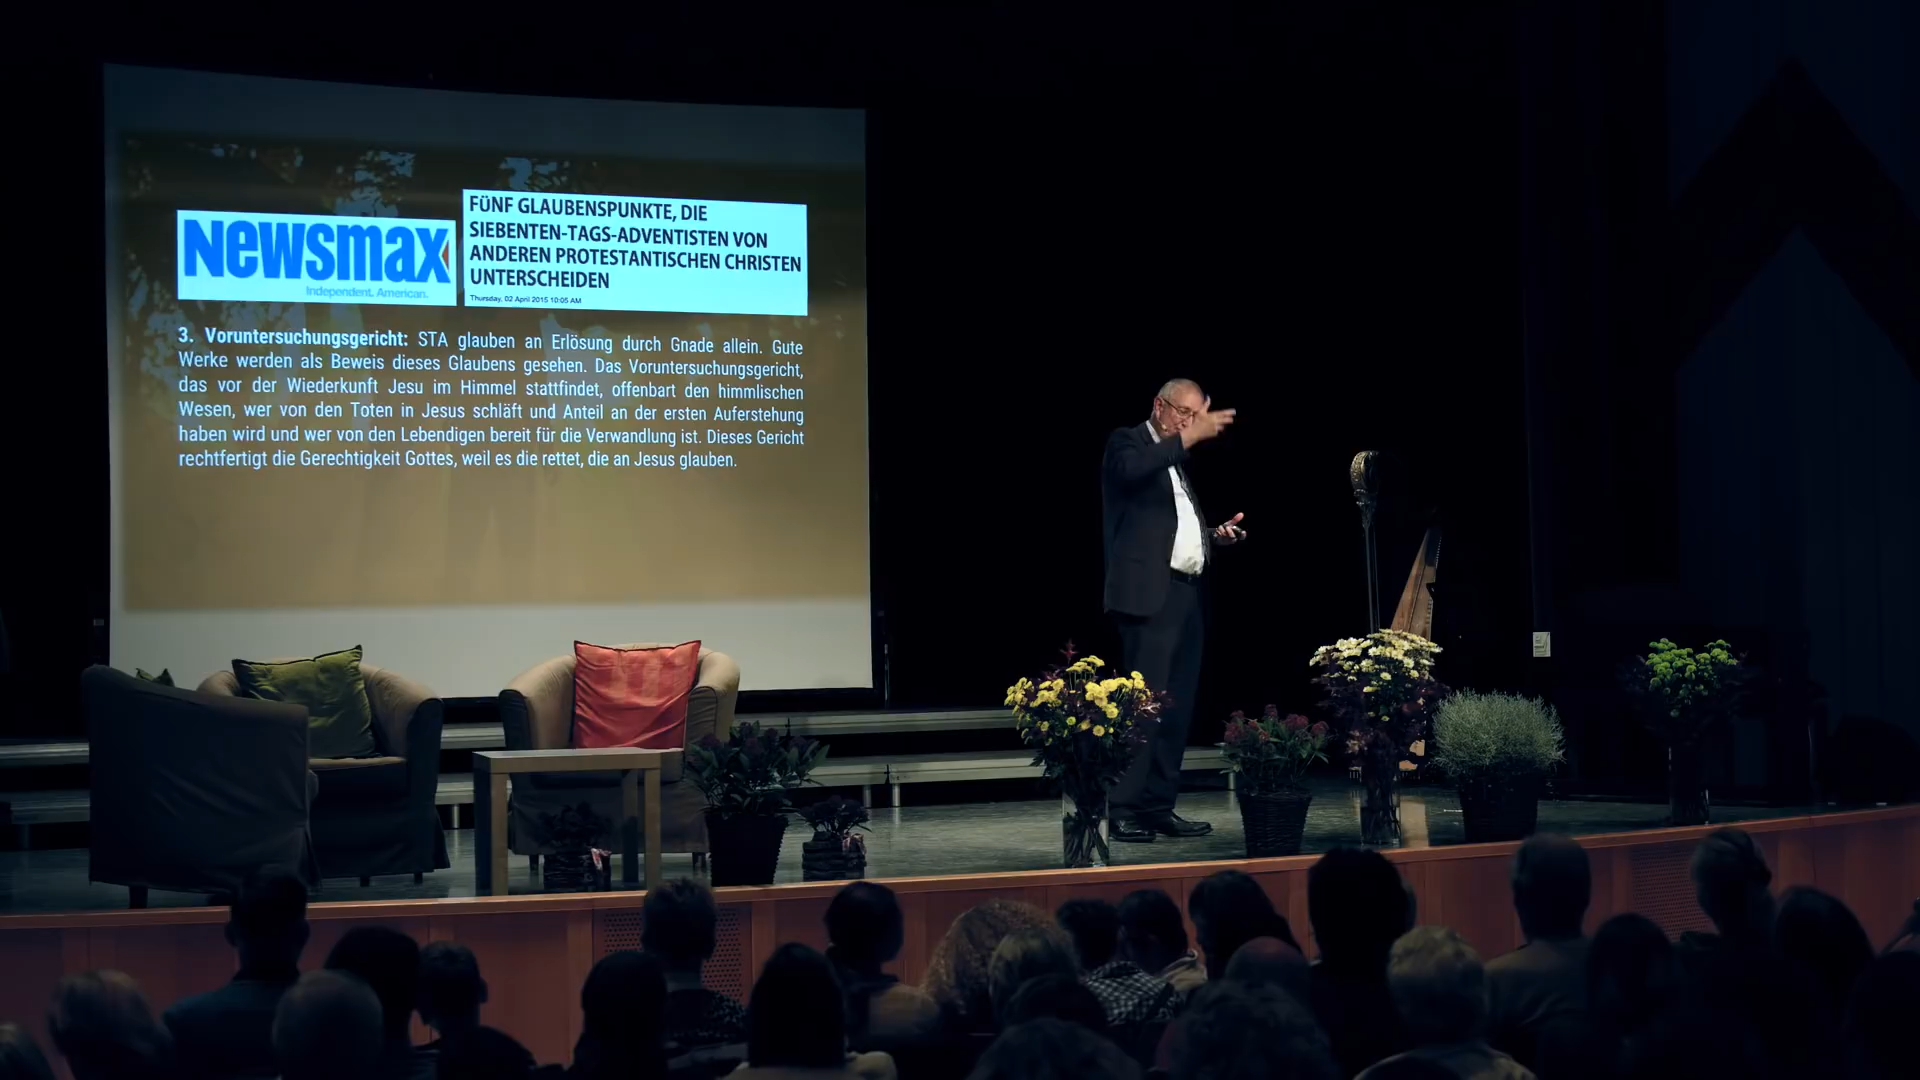 Newsmax
Independent. American.
FÜNF GLAUBENSPUNKTE, DIE
SIEBENTEN-TAGS-ADVENTISTEN VON
ANDEREN PROTESTANTISCHEN CHRISTEN
UNTERSCHEIDEN
Thursday, 02 April 2015 10:05 AM
3. Voruntersuchungsgericht: STA glauben an Erlösung durch Gnade allein. Gute
Werke werden als Beweis dieses Glaubens gesehen. Das Voruntersuchungsgericht,
das vor der Wiederkunft Jesu im Himmel stattfindet, offenbart den himmlischen
Wesen, wer von den Toten in Jesus schläft und Anteil an der ersten Auferstehung
haben wird und wer von den Lebendigen bereit für die Verwandlung ist. Dieses Gericht
rechtfertigt die Gerechtigkeit Gottes, weil es die rettet, die an Jesus glauben.